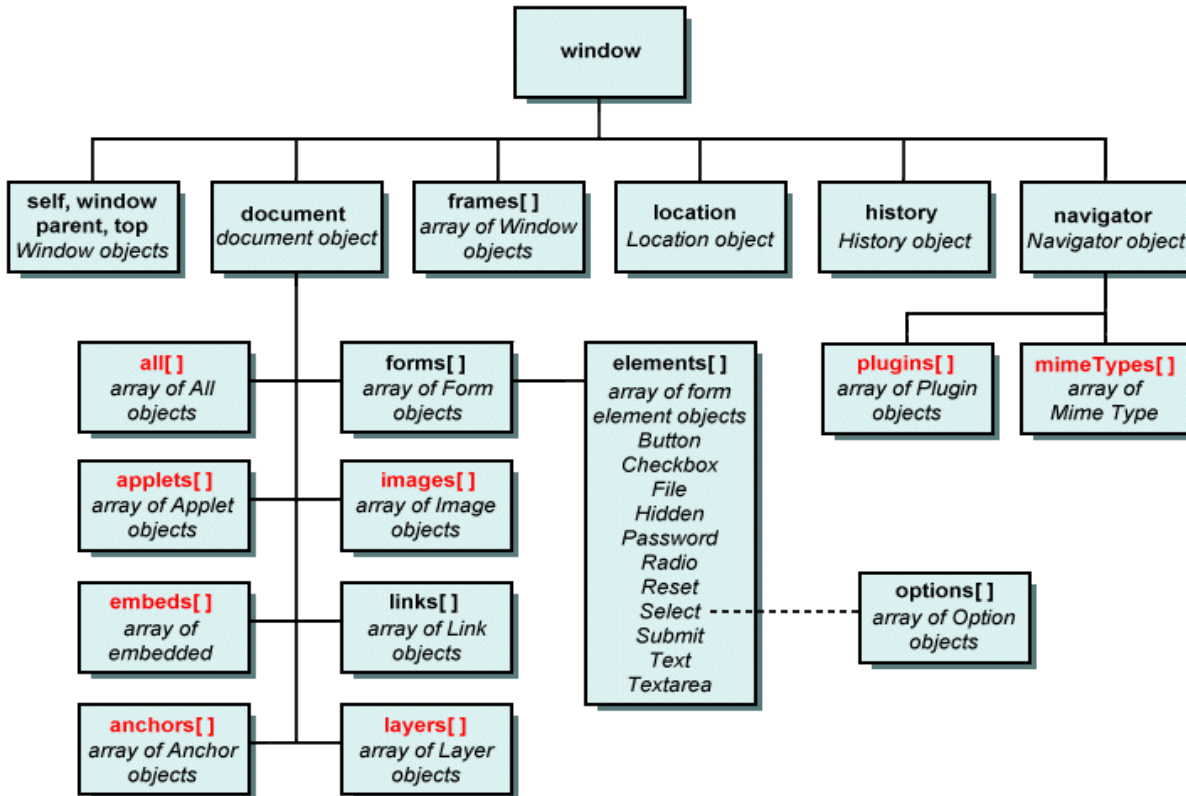 window
self, window
parent, top
Window objects
document
document object
frames[ ]
array of Window
objects
location
Location object
history
History object
navigator
Navigator object
all[ ]
array of All
objects
forms[ ]
array of Form
objects
elements[ ]
array of form
element objects
Button
Checkbox
File
Hidden
Password
Radio
Reset
Select
Submit
Text
Textarea
plugins[ ]
array of Plugin
objects
mimeTypes[ ]
array of
Mime Type
applets[ ]
array of Applet
objects
images[ ]
array of Image
objects
embeds[ ]
array of
embedded
links[ ]
array of Link
objects
options[ ]
array of Option
objects
anchors[ ]
array of Anchor
objects
layers[ ]
array of Layer
objects